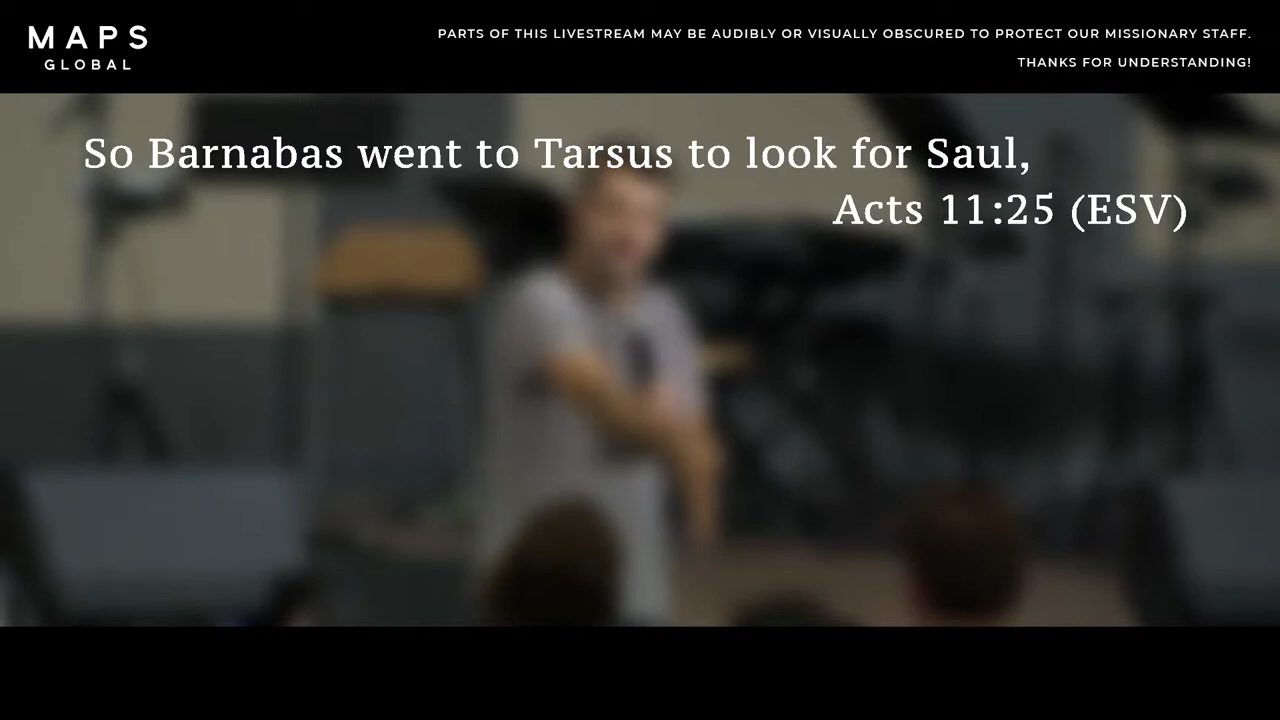 MAPS
GLOBAL
PARTS OF THIS LIVESTREAM MAY BE AUDIBLY OR VISUALLY OBSCURED TO PROTECT OUR MISSIONARY STAFF.
THANKS FOR UNDERSTANDING!
So Barnabas went to Tarsus to look for Saul,
Acts 11:25 (ESV)